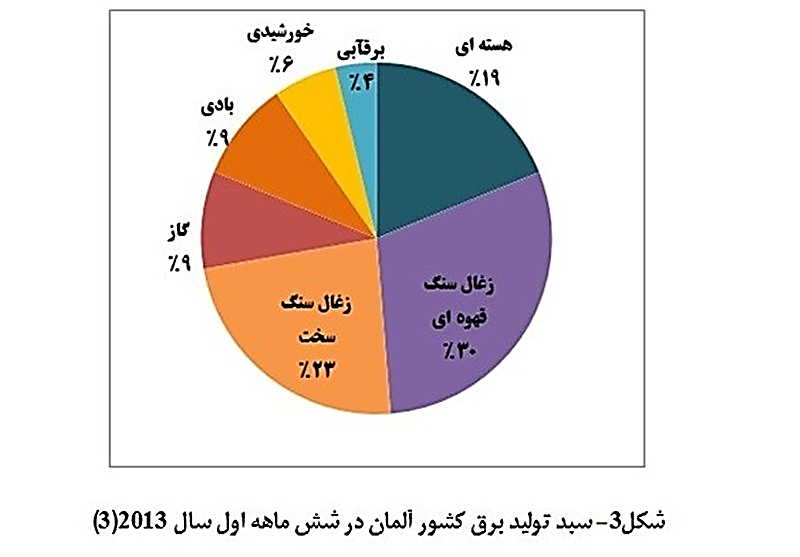 خورشیدی
٪۶
برقآبی
٪۴
هسته ای
٪۱۹
بادی
٪۹
گاز
٪۹
زغال سنگ
سخت
٪۲۳
زغال سنگ
قهوه ای
٪۳۰
شکل3- سبد تولید برق کشور آلمان در شش ماهه اول سال 2013(3)